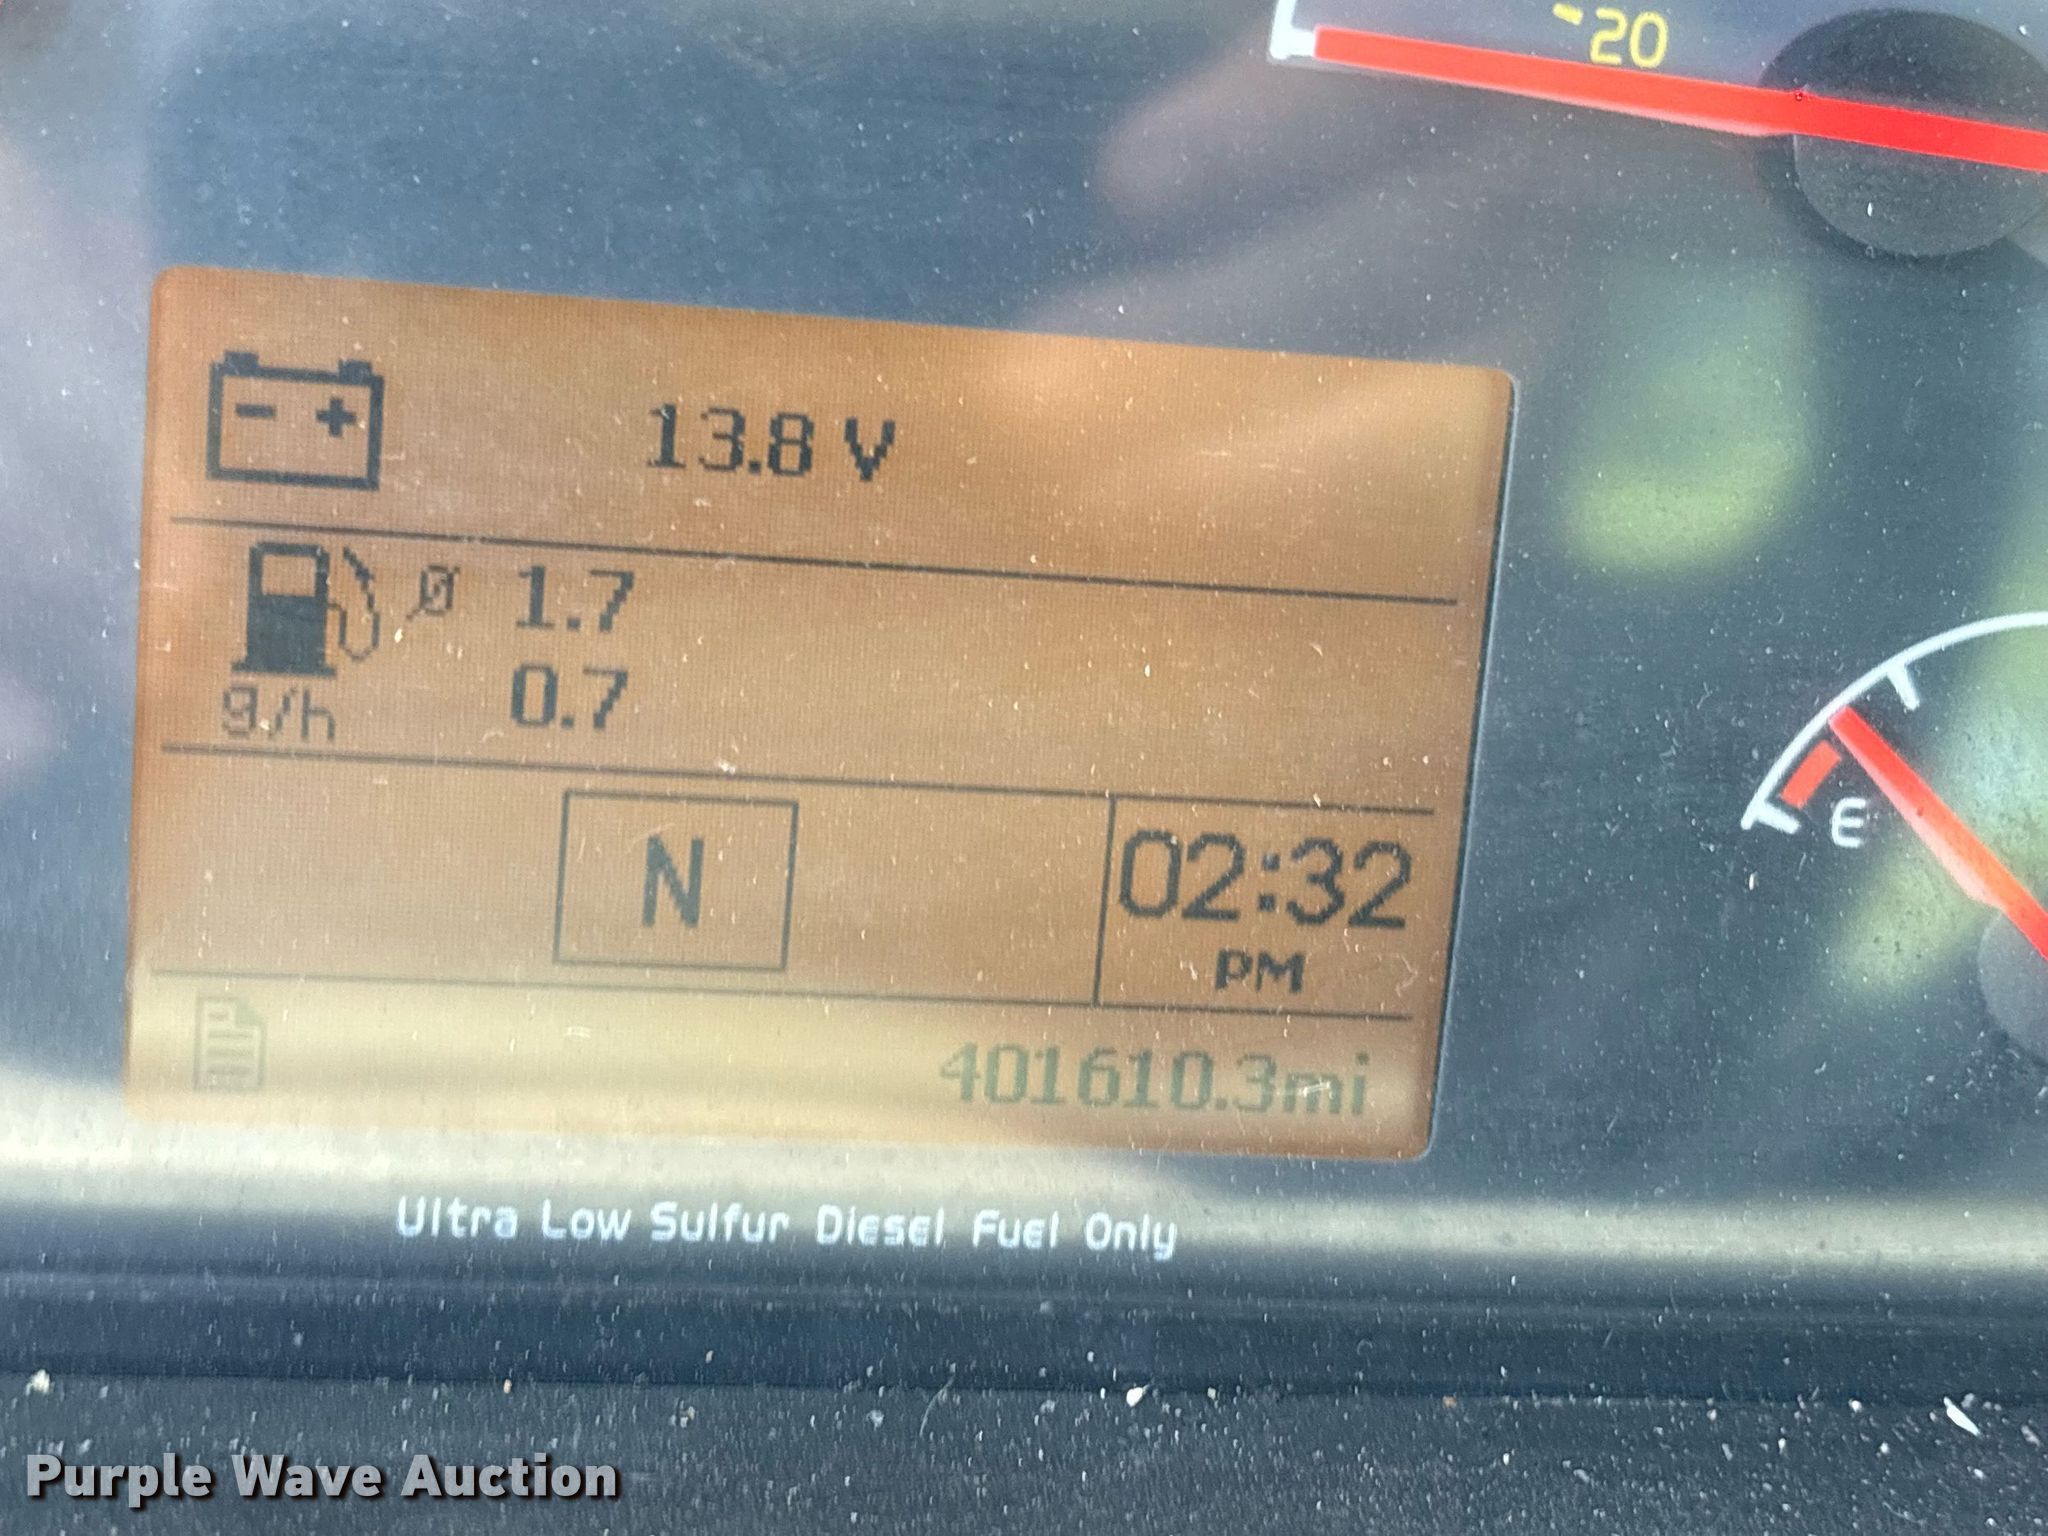 -20
- +
13.8 V
Ø 1.7
0.7
g/h
E
N
02:32
PM
401610.3mi
Ultra Low Sulfur Diesel Fuel Only
Purple Wave Auction